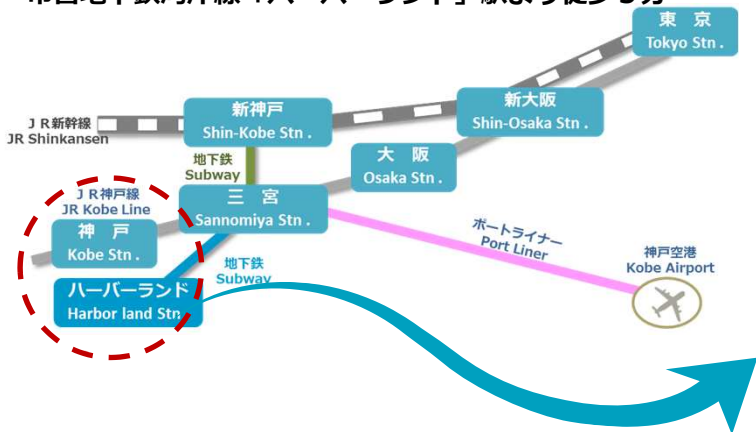 東 京
Tokyo Stn .
新神戸
Shin-Kobe Stn .
新大阪
Shin-Osaka Stn .
ＪＲ新幹線
JR Shinkansen
地下鉄
Subway
大 阪
Osaka Stn .
ＪＲ神戸線
JR Kobe Line
三 宮
Sannomiya Stn .
神 戸
Kobe Stn .
ポートライナー
Port Liner
神戸空港
Kobe Airport
地下鉄
Subway
ハーバーランド
Harbor land Stn